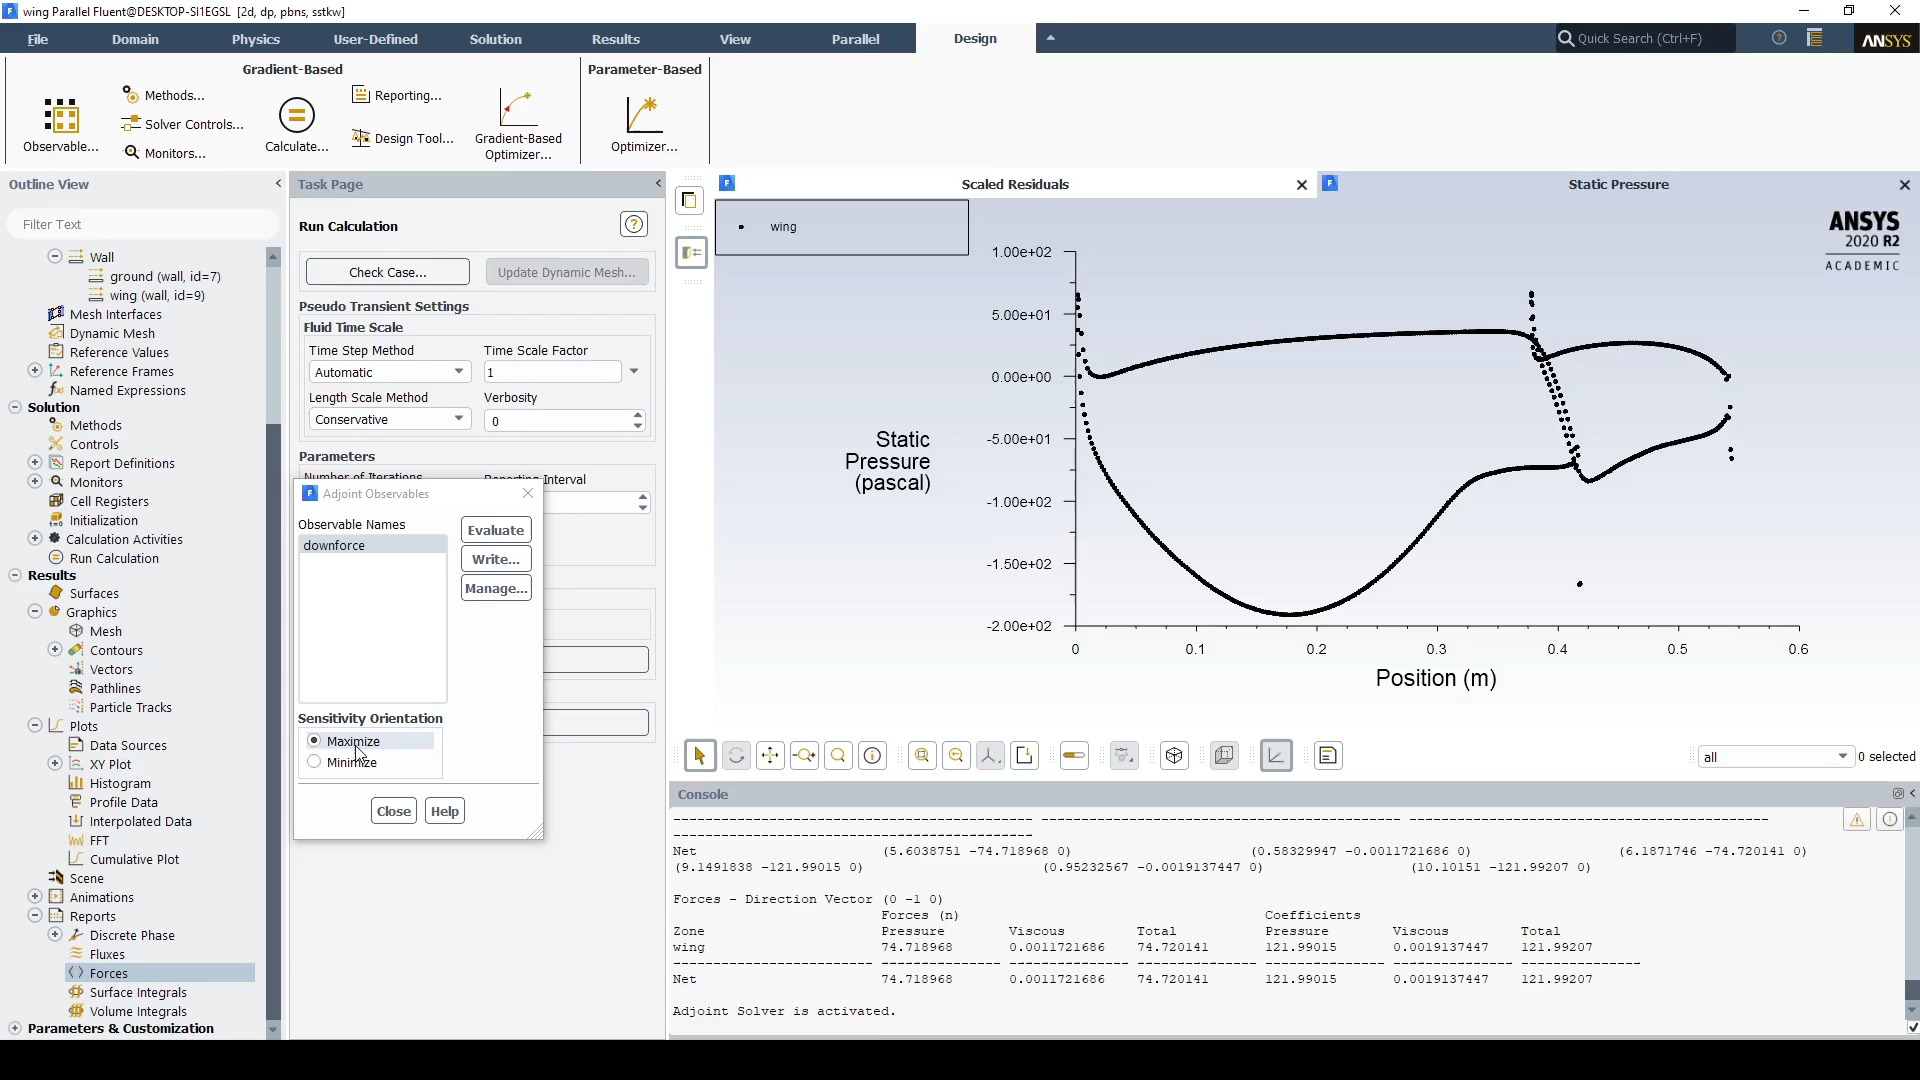 wing Parallel Fluent@DESKTOP-SI1EGSL [2d, dp, pbns, sstkw]
File Domain Physics User-Defined Solution Results View Parallel Design Quick Search (Ctrl+F) ANSYS
Gradient-Based
Parameter-Based
Observable...
Methods...
Solver Controls...
Monitors...
Calculate...
Reporting...
Design Tool...
Gradient-Based
Optimizer...
Optimizer...
Outline View
Filter Text
Wall
ground (wall, id=7)
wing (wall, id=9)
Mesh Interfaces
Dynamic Mesh
Reference Values
Reference Frames
Named Expressions
Solution
Methods
Controls
Report Definitions
Monitors
Cell Registers
Initialization
Calculation Activities
Run Calculation
Results
Surfaces
Graphics
Mesh
Contours
Vectors
Pathlines
Particle Tracks
Plots
Data Sources
XY Plot
Histogram
Profile Data
Interpolated Data
FFT
Cumulative Plot
Scene
Animations
Reports
Discrete Phase
Fluxes
Forces
Surface Integrals
Volume Integrals
Parameters & Customization
Task Page
Run Calculation
Check Case...
Update Dynamic Mesh...
Pseudo Transient Settings
Fluid Time Scale
Time Step Method
Time Scale Factor
Automatic
1
Length Scale Method
Verbosity
Conservative
0
Parameters
Number of Iterations
Reporting Interval
Adjoint Observables
Observable Names
downforce
Evaluate
Write...
Manage...
Sensitivity Orientation
Maximize
Minimize
Close
Help
Scaled Residuals
Static Pressure
wing
ANSYS
2020 R2
ACADEMIC
1.00e+02
5.00e+01
0.00e+00
-5.00e+01
-1.00e+02
-1.50e+02
-2.00e+02
Static
Pressure
(pascal)
0 0.1 0.2 0.3 0.4 0.5 0.6
Position (m)
all
0 selected
Console
Net (5.6038751 -74.718968 0) (0.58329947 -0.0011721686 0) (6.1871746 -74.720141 0)
(9.1491838 -121.99015 0) (0.95232567 -0.0019137447 0) (10.10151 -121.99207 0)
Forces - Direction Vector (0 -1 0)
Forces (n) Coefficients
Zone Pressure Viscous Total Pressure Viscous Total
wing 74.718968 0.0011721686 74.720141 121.99015 0.0019137447 121.99207
Net 74.718968 0.0011721686 74.720141 121.99015 0.0019137447 121.99207
Adjoint Solver is activated.